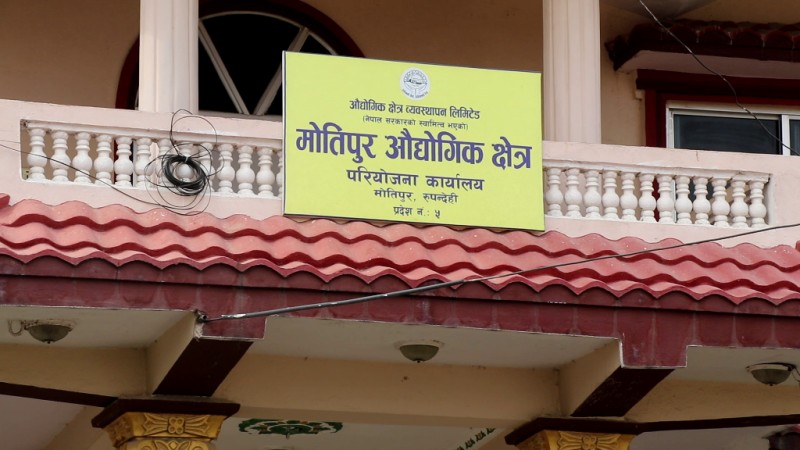 औद्योगिक क्षेत्र व्यवस्थापन लिमिटेड
(नेपाल सरकारको स्वामित्व भएको)
मोतिपुर औद्योगिक क्षेत्र
परियोजना कार्यालय
मोतिपुर, रुपन्देही
प्रदेश नं.: ५